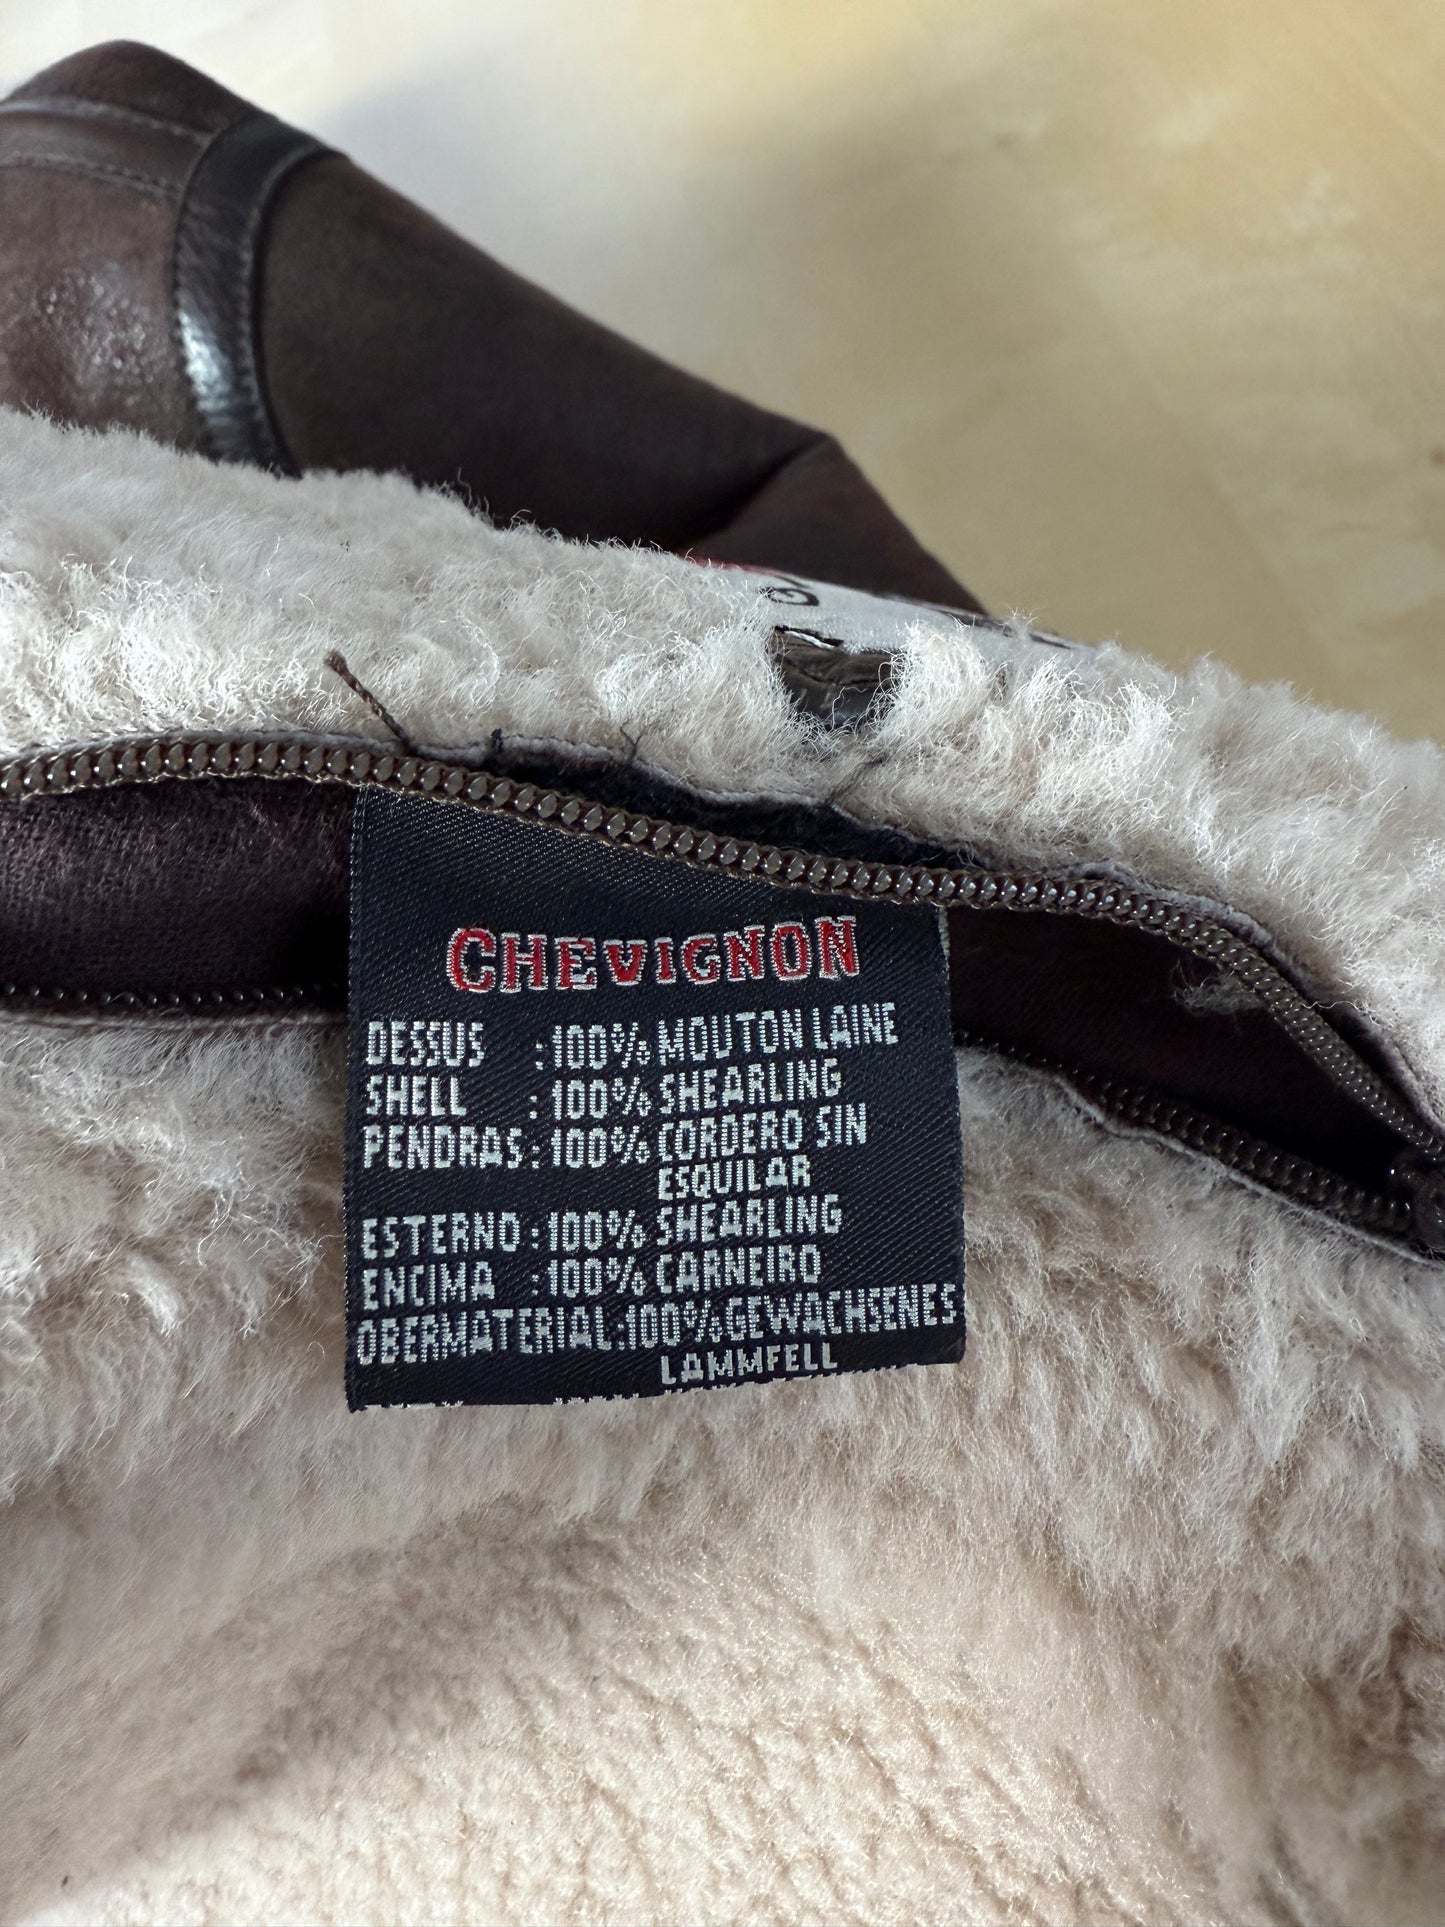 CHEVIGNON
DESSUS : 100% MOUTON LAINE
SHELL : 100% SHEARLING
PENDRAS : 100% CORDERO SIN
ESQUILAR
ESTERNO : 100% SHEARLING
ENCIMA : 100% CARNEIRO
OBERMATERIAL:100% GEWACHSENES
LAMMFELL